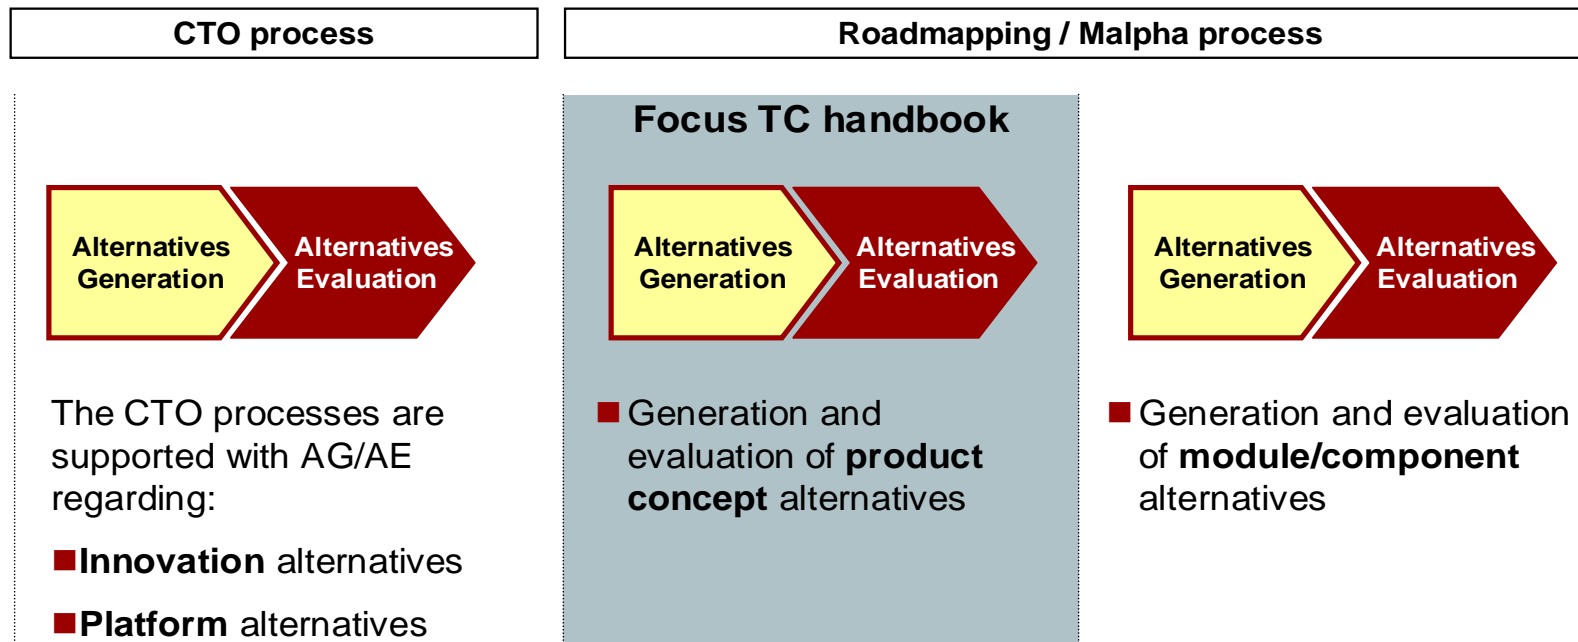 CTO process
Roadmapping / Malpha process
Focus TC handbook
Alternatives
Generation
Alternatives
Evaluation
Alternatives
Generation
Alternatives
Evaluation
Alternatives
Generation
Alternatives
Evaluation
The CTO processes are
supported with AG/AE
regarding:
Innovation alternatives
Platform alternatives
Generation and
evaluation of product
concept alternatives
Generation and evaluation
of module/component
alternatives